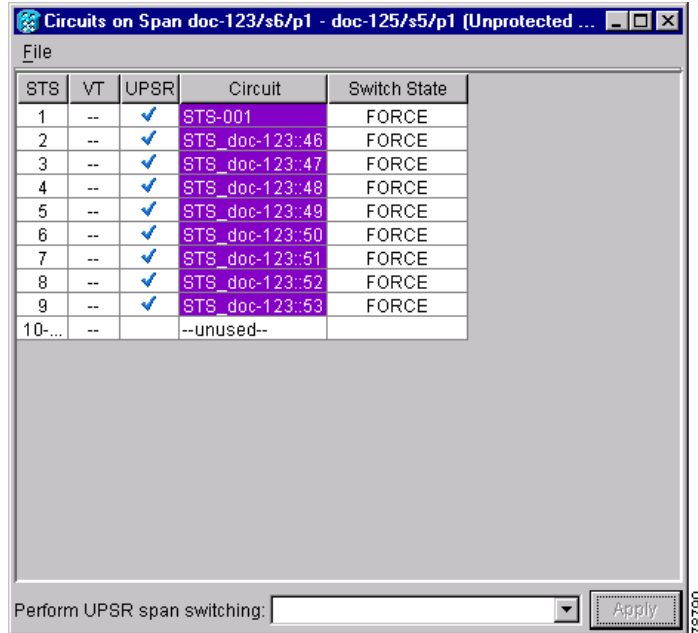 Circuits on Span doc-123/s6/p1 - doc-125/s5/p1 (Unprotected ...
File
STS VT UPSR Circuit Switch State
1 -- ✓ STS-001 FORCE
2 -- ✓ STS_doc-123::46 FORCE
3 -- ✓ STS_doc-123::47 FORCE
4 -- ✓ STS_doc-123::48 FORCE
5 -- ✓ STS_doc-123::49 FORCE
6 -- ✓ STS_doc-123::50 FORCE
7 -- ✓ STS_doc-123::51 FORCE
8 -- ✓ STS_doc-123::52 FORCE
9 -- ✓ STS_doc-123::53 FORCE
10-... -- --unused--
Perform UPSR span switching: Apply